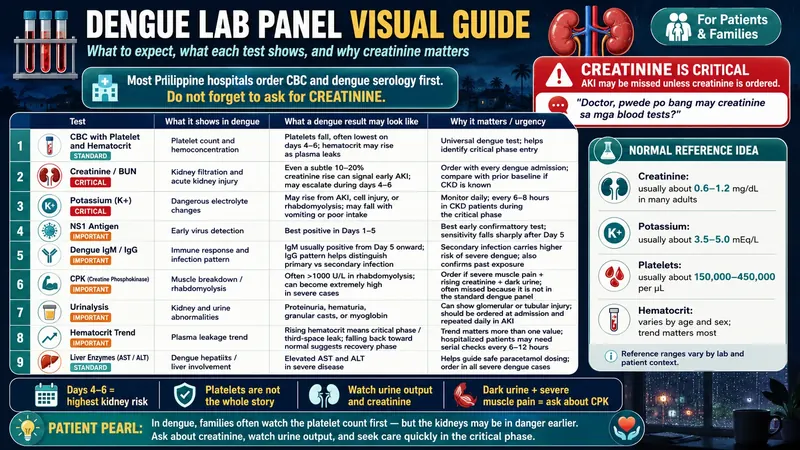 DENGUE LAB PANEL VISUAL GUIDE
What to expect, what each test shows, and why creatinine matters
For Patients
& Families
Most Prilippine hospitals order CBC and dengue serology first.
Do not forget to ask for CREATININE.
CREATININE IS CRITICAL
AKI may be missed unless creatinine is ordered.
"Doctor, pwede po bang may creatinine
sa mga blood tests?"
Test
What it shows in dengue
What a dengue result may look like
Why it matters / urgency
1
CBC with Platelet
and Hematocrit
STANDARD
Platelet count and
hemoconcentration
Platelets fall, often lowest on
days 4–6; hematocrit may rise
as plasma leaks
Universal dengue test; helps
identify critical phase entry
2
Creatinine / BUN
CRITICAL
Kidney filtration and
acute kidney injury
Even a subtle 10–20%
creatinine rise can signal early AKI;
may escalate during days 4–6
Order with every dengue admission;
compare with prior baseline if
CKD is known
3
K+
Potassium (K+)
CRITICAL
Dangerous electrolyte
changes
May rise from AKI, cell injury, or
rhabdomyolysis; may fall with
vomiting or poor intake
Monitor daily; every 6–8 hours
in CKD patients during
the critical phase
4
NS1 Antigen
IMPORTANT
Early virus detection
Best positive in Days 1–5
Best early confirmatory test;
sensitivity falls sharply after Day 5
5
Dengue IgM / IgG
IMPORTANT
Immune response and
infection pattern
IgM usually positive from Day 5 onward;
IgG pattern helps distinguish
primary vs secondary infection
Secondary infection carries higher
risk of severe dengue; also
confirms past exposure
6
CPK (Creatine Phosphokinase)
IMPORTANT
Muscle breakdown /
rhabdomyolysis
Often >1000 U/L in rhabdomyolysis;
can become extremely high
in severe cases
Order if severe muscle pain +
rising creatinine + dark urine;
often missed because it is not in
the standard dengue panel
7
Urinalysis
IMPORTANT
Kidney and urine
abnormalities
Proteinuria, hematuria,
granular casts, or myoglobin
Can show glomerular or tubular injury;
should be ordered at admission and
repeated daily in AKI
8
Hematocrit Trend
IMPORTANT
Plasma leakage trend
Rising hematocrit means critical phase /
third-space leak; falling back toward
normal suggests recovery phase
Trend matters more than one value;
hospitalized patients may need
serial checks every 6–12 hours
9
Liver Enzymes (AST / ALT)
STANDARD
Dengue hepatiits /
liver involvement
Elevated AST and ALT
in severe disease
Helps guide safe paracetamol dosing;
order in all severe dengue cases
NORMAL REFERENCE IDEA
Creatinine:
usually about 0.6–1.2 mg/dL
in many adults
K+
Potassium:
usually about 3.5–5.0 mEq/L
Platelets:
usually about 150,000–450,000
per µL
Hematocrit:
varies by age and sex;
trend matters most
Reference ranges vary by lab and
patient context.
Days 4–6 =
highest kidney risk
Platelets are not
the whole story
Watch urine output
and creatinine
Dark urine + severe
muscle pain = ask about CPK
PATIENT PEARL:
In dengue, families often watch the platelet count first — but the kidneys may be in danger earlier.
Ask about creatinine, watch urine output, and seek care quickly in the critical phase.